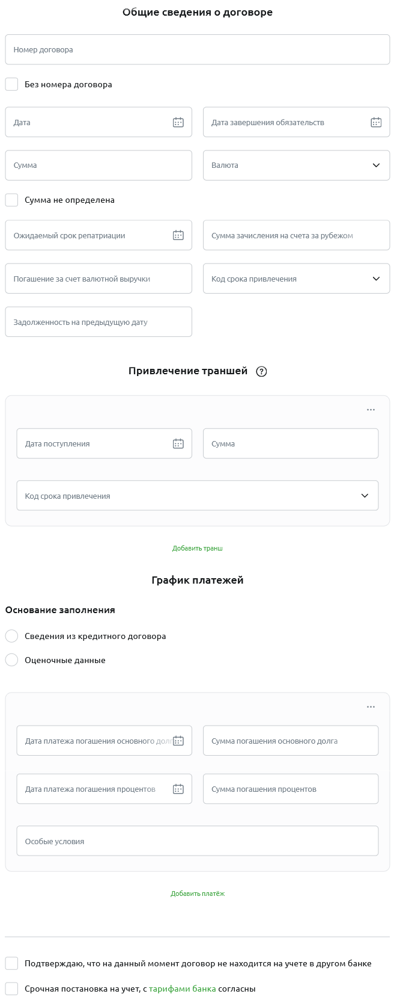 Общие сведения о договоре
Номер договора
Без номера договора
Дата
Дата завершения обязательств
Сумма
Валюта
Сумма не определена
Ожидаемый срок репатриации
Сумма зачисления на счета за рубежом
Погашение за счет валютной выручки
Код срока привлечения
Задолженность на предыдущую дату
Привлечение траншей ?
Дата поступления
Сумма
Код срока привлечения
Добавить транш
График платежей
Основание заполнения
Сведения из кредитного договора
Оценочные данные
Дата платежа погашения основного долг
Сумма погашения основного долга
Дата платежа погашения процентов
Сумма погашения процентов
Особые условия
Добавить платёж
Подтверждаю, что на данный момент договор не находится на учете в другом банке
Срочная постановка на учет, с тарифами банка согласны